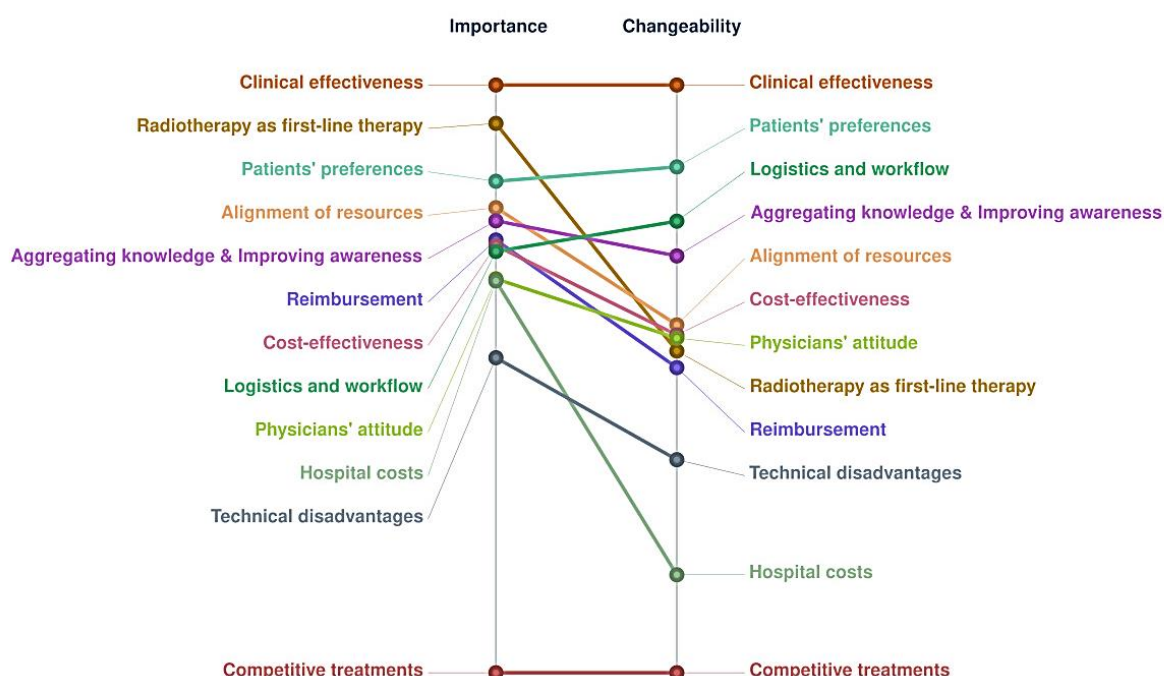 Importance Changeability
Clinical effectiveness Clinical effectiveness
Radiotherapy as first-line therapy Patients' preferences
Patients' preferences Logistics and workflow
Alignment of resources Aggregating knowledge & Improving awareness
Aggregating knowledge & Improving awareness Alignment of resources
Reimbursement Cost-effectiveness
Cost-effectiveness Physicians' attitude
Logistics and workflow Radiotherapy as first-line therapy
Physicians' attitude Reimbursement
Hospital costs Technical disadvantages
Technical disadvantages
Hospital costs
Competitive treatments Competitive treatments